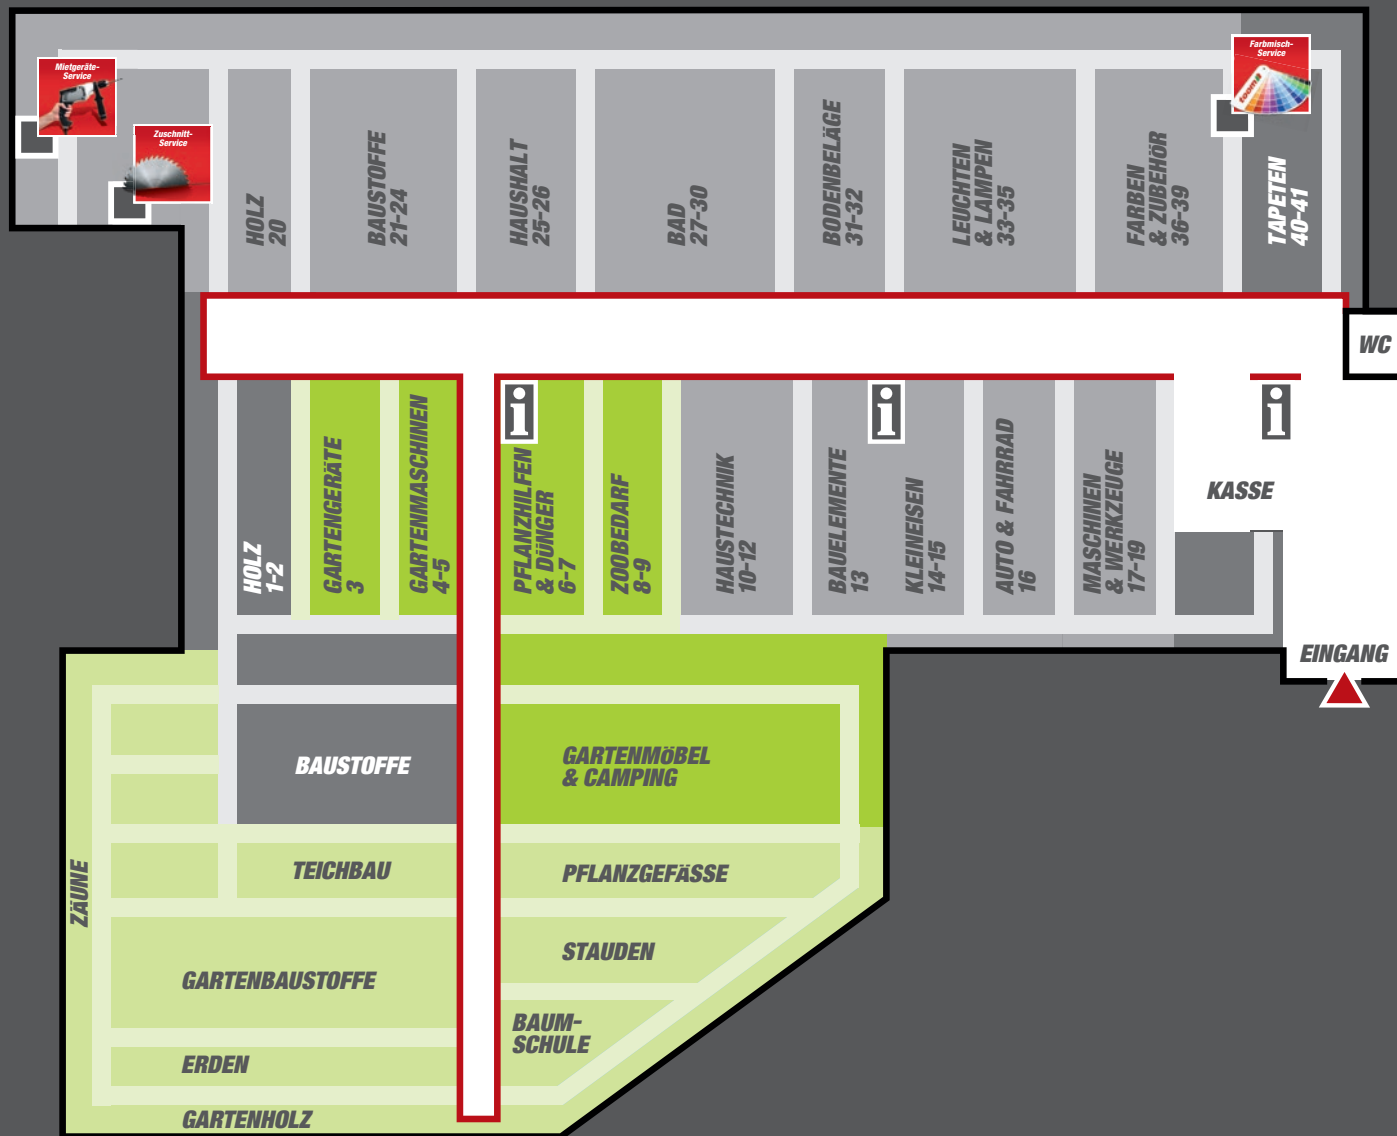 Mietgeräte-
Service
Zuschnitt-
Service
Farbmisch-
Service
toom
HOLZ
20
BAUSTOFFE
21-24
HAUSHALT
25-26
BAD
27-30
BODENBELÄGE
31-32
LEUCHTEN
& LAMPEN
33-35
FARBEN
& ZUBEHÖR
36-39
TAPETEN
40-41
WC
i
i
i
HOLZ
1-2
GARTENGERÄTE
3
GARTENMASCHINEN
4-5
PFLANZHILFEN
& DÜNGER
6-7
ZOOBEDARF
8-9
HAUSTECHNIK
10-12
BAUELEMENTE
13
KLEINEISEN
14-15
AUTO & FAHRRAD
16
MASCHINEN
& WERKZEUGE
17-19
KASSE
EINGANG
BAUSTOFFE
GARTENMÖBEL
& CAMPING
ZÄUNE
TEICHBAU
PFLANZGEFÄSSE
STAUDEN
GARTENBAUSTOFFE
BAUM-
SCHULE
ERDEN
GARTENHOLZ